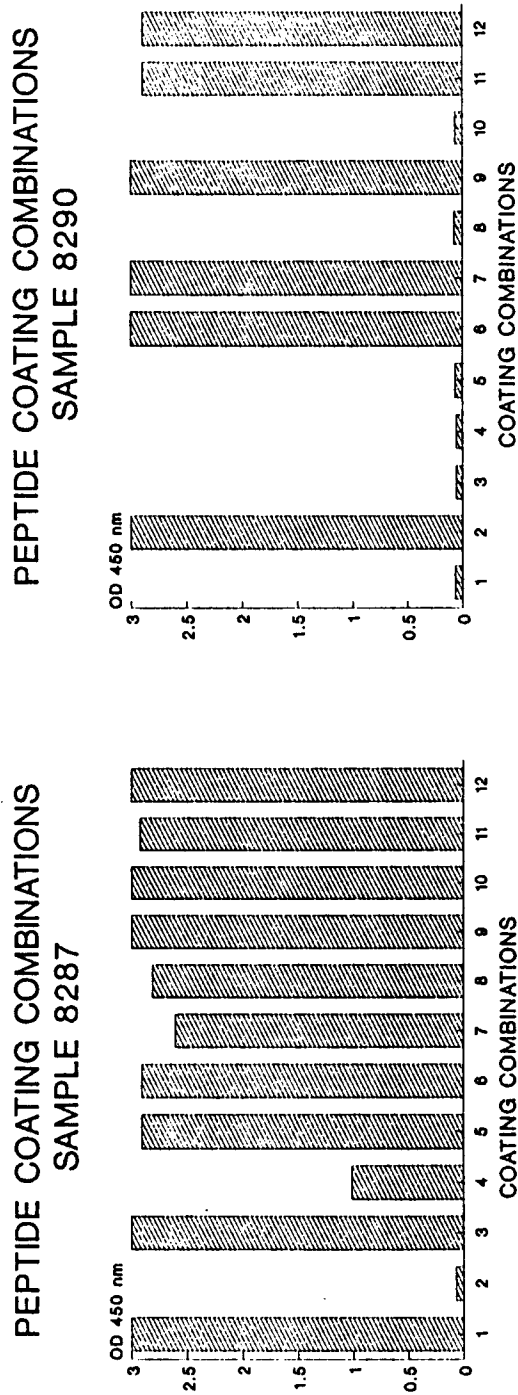 PEPTIDE COATING COMBINATIONS
SAMPLE 8287
OD 450 nm
3
2.5
2
1.5
1
0.5
0
1 2 3 4 5 6 7 8 9 10 11 12
COATING COMBINATIONS
PEPTIDE COATING COMBINATIONS
SAMPLE 8290
OD 450 nm
3
2.5
2
1.5
1
0.5
0
1 2 3 4 5 6 7 8 9 10 11 12
COATING COMBINATIONS